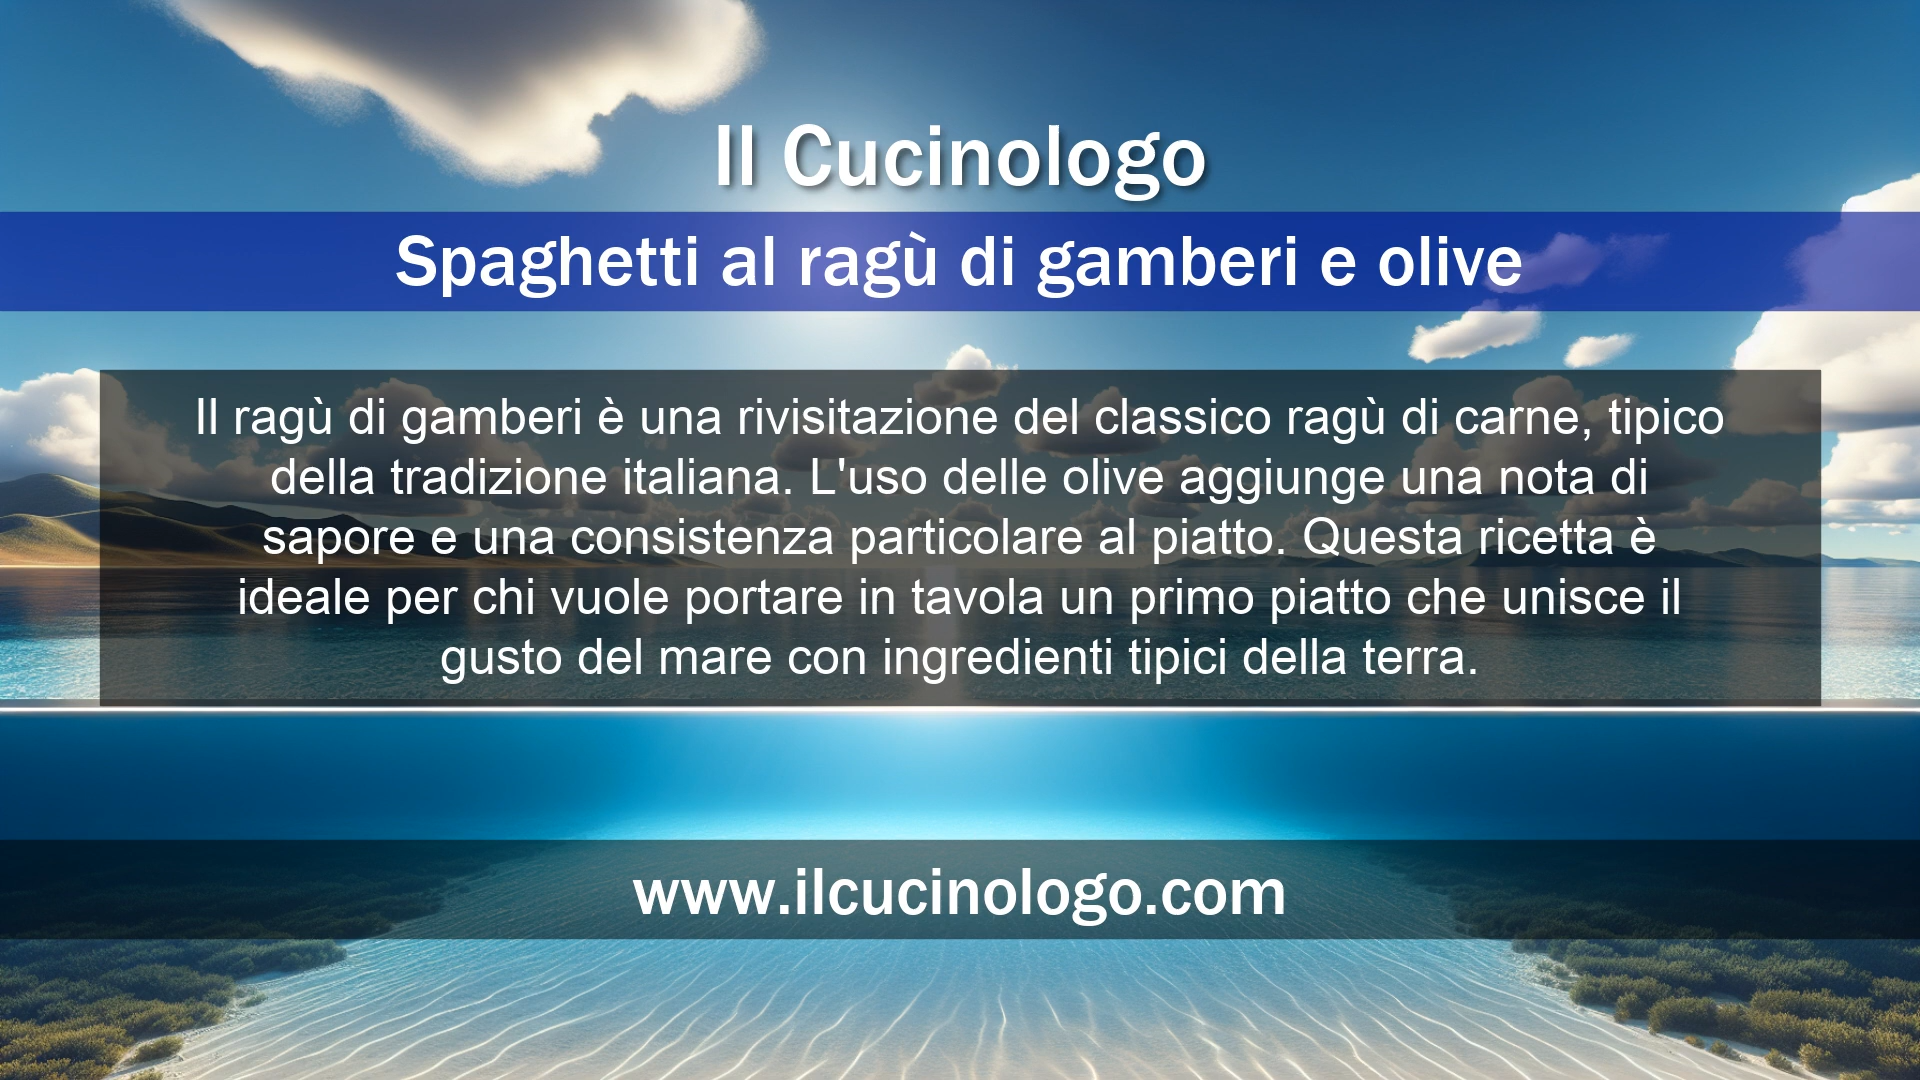 Il Cucinologo
Spaghetti al ragù di gamberi e olive
Il ragù di gamberi è una rivisitazione del classico ragù di carne, tipico
della tradizione italiana. L'uso delle olive aggiunge una nota di
sapore e una consistenza particolare al piatto. Questa ricetta è
ideale per chi vuole portare in tavola un primo piatto che unisce il
gusto del mare con ingredienti tipici della terra.
www.ilcucinologo.com